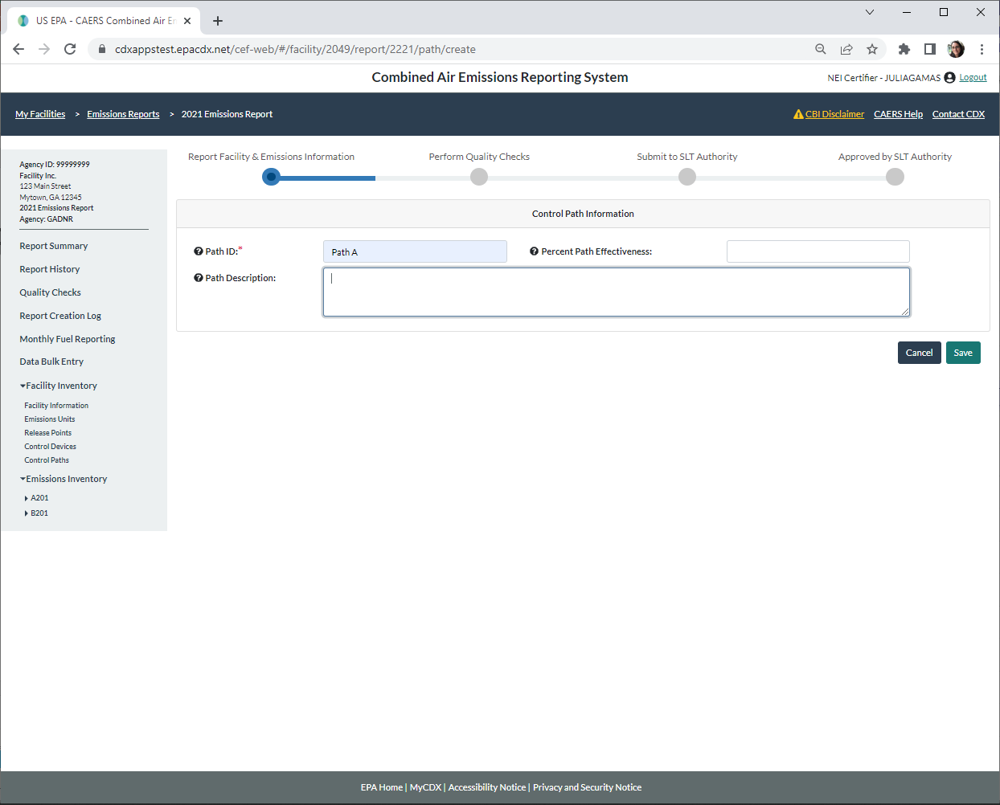 US EPA - CAERS Combined Air En
cdxappstest.epacdx.net/cef-web/#/facility/2049/report/2221/path/create
Combined Air Emissions Reporting System
NEI Certifier - JULIAGAMAS Logout
My Facilities > Emissions Reports > 2021 Emissions Report
CBI Disclaimer CAERS Help Contact CDX
Agency ID: 99999999
Facility Inc.
123 Main Street
Mytown, GA 12345
2021 Emissions Report
Agency: GADNR
Report Summary
Report History
Quality Checks
Report Creation Log
Monthly Fuel Reporting
Data Bulk Entry
Facility Inventory
Facility Information
Emissions Units
Release Points
Control Devices
Control Paths
Emissions Inventory
A201
B201
Report Facility & Emissions Information
Perform Quality Checks
Submit to SLT Authority
Approved by SLT Authority
Control Path Information
Path ID:* Path A
Percent Path Effectiveness:
Path Description:
Cancel Save
EPA Home | MyCDX | Accessibility Notice | Privacy and Security Notice